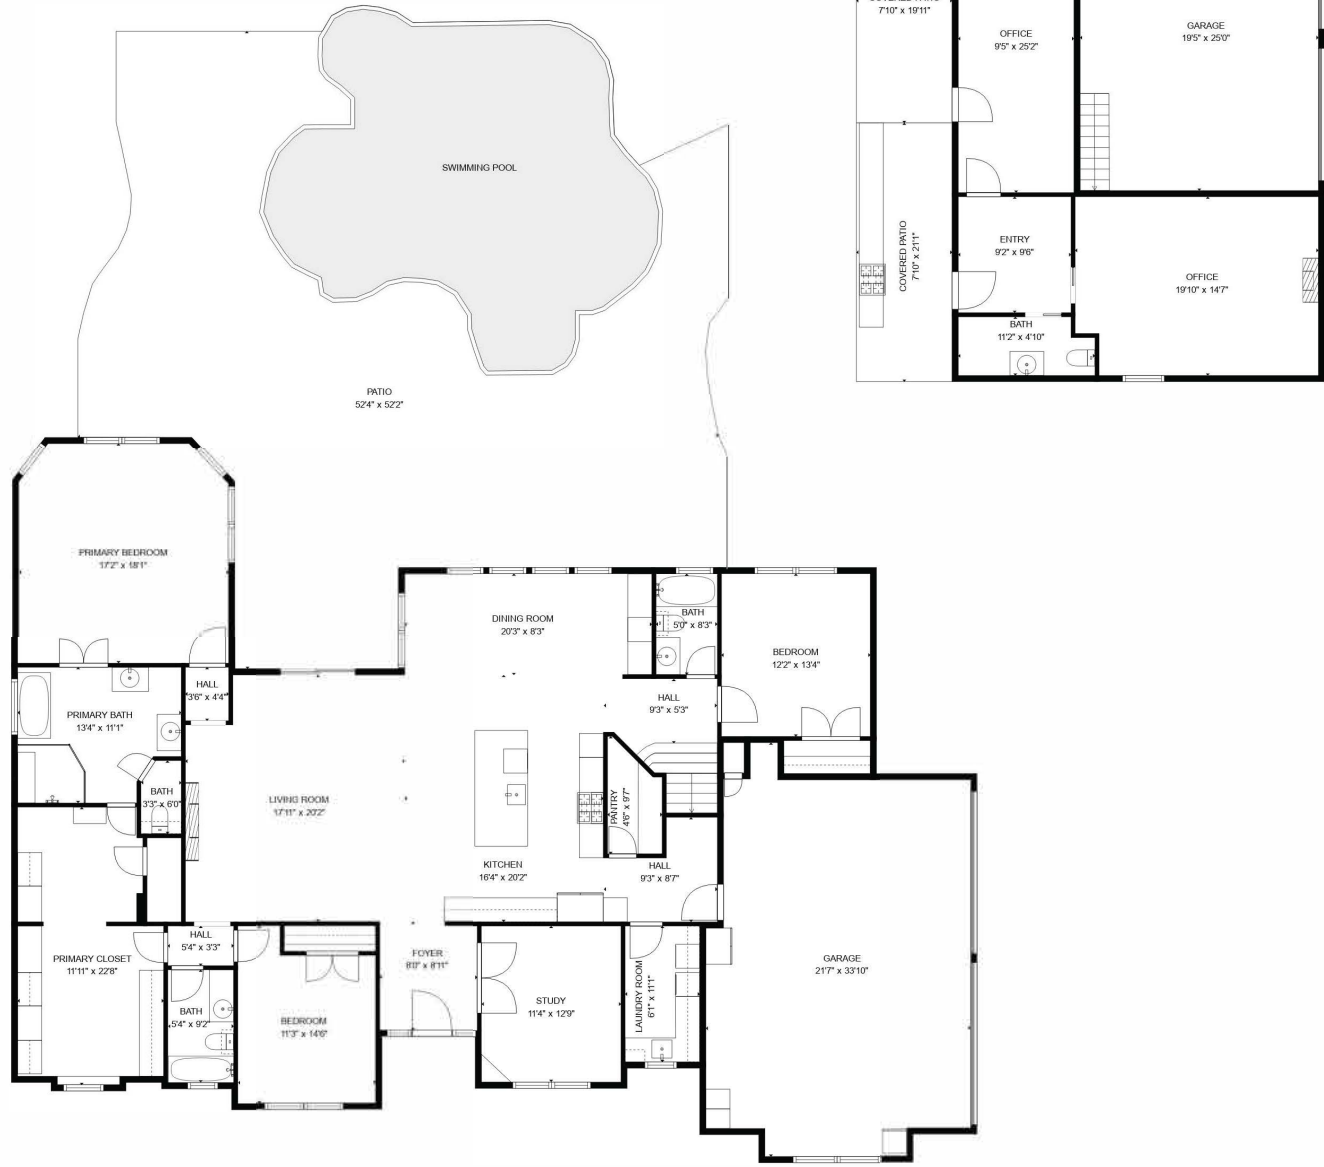 7'10" x 19'11"
OFFICE
9'5" x 25'2"
GARAGE
19'5" x 25'0"
SWIMMING POOL
COVERED PATIO
7'10" x 21'1"
ENTRY
9'2" x 9'6"
OFFICE
19'10" x 14'7"
BATH
11'2" x 4'10"
PATIO
52'4" x 52'2"
PRIMARY BEDROOM
17'2" x 18'1"
DINING ROOM
20'3" x 8'3"
BATH
5'0" x 8'3"
BEDROOM
12'2" x 13'4"
HALL
3'6" x 4'4"
HALL
9'3" x 5'3"
PRIMARY BATH
13'4" x 11'1"
BATH
3'3" x 6'0"
LIVING ROOM
17'11" x 20'2"
PANTRY
4'6" x 9'7"
KITCHEN
16'4" x 20'2"
HALL
9'3" x 8'7"
HALL
5'4" x 3'3"
PRIMARY CLOSET
11'11" x 22'8"
FOYER
8'0" x 8'11"
GARAGE
21'7" x 33'10"
BATH
5'4" x 9'2"
BEDROOM
11'3" x 14'6"
STUDY
11'4" x 12'9"
LAUNDRY ROOM
6'1" x 11'1"